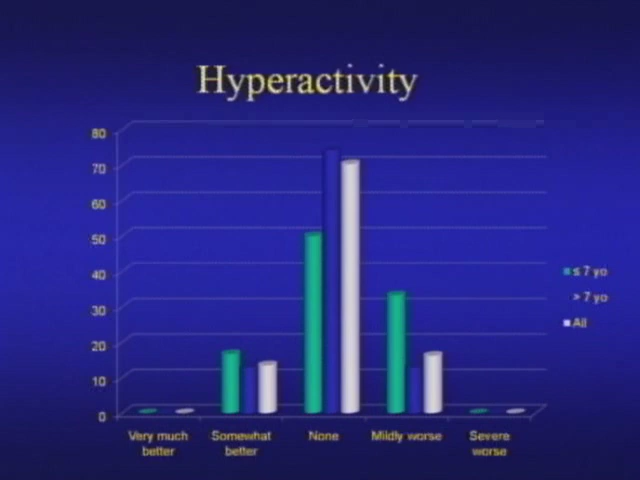 Hyperactivity
80
70
60
50
40
30
20
10
0
Very much
better
Somewhat
better
None
Mildly worse
Severe
worse
≤ 7 yo
> 7 yo
All